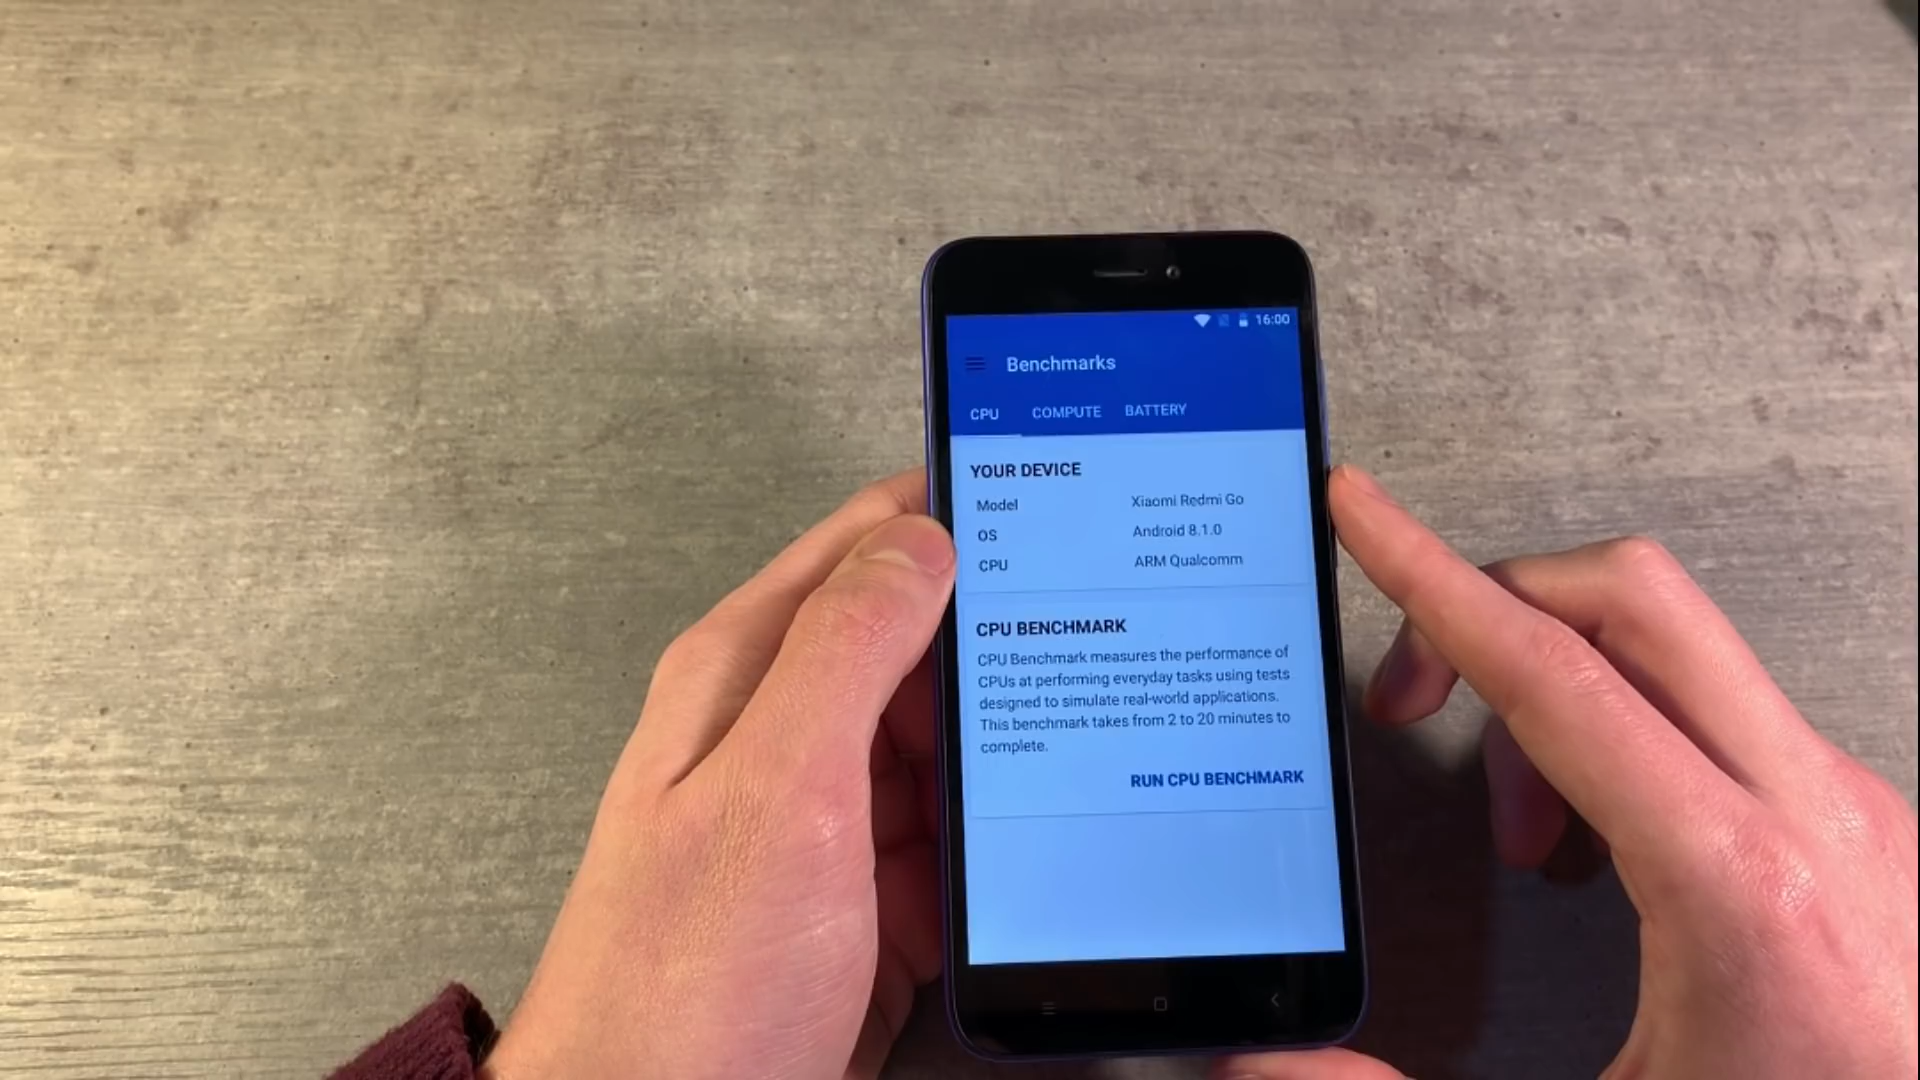 16:00
Benchmarks
CPU COMPUTE BATTERY
YOUR DEVICE
Model Xiaomi Redmi Go
OS Android 8.1.0
CPU ARM Qualcomm
CPU BENCHMARK
CPU Benchmark measures the performance of
CPUs at performing everyday tasks using tests
designed to simulate real-world applications.
This benchmark takes from 2 to 20 minutes to
complete.
RUN CPU BENCHMARK